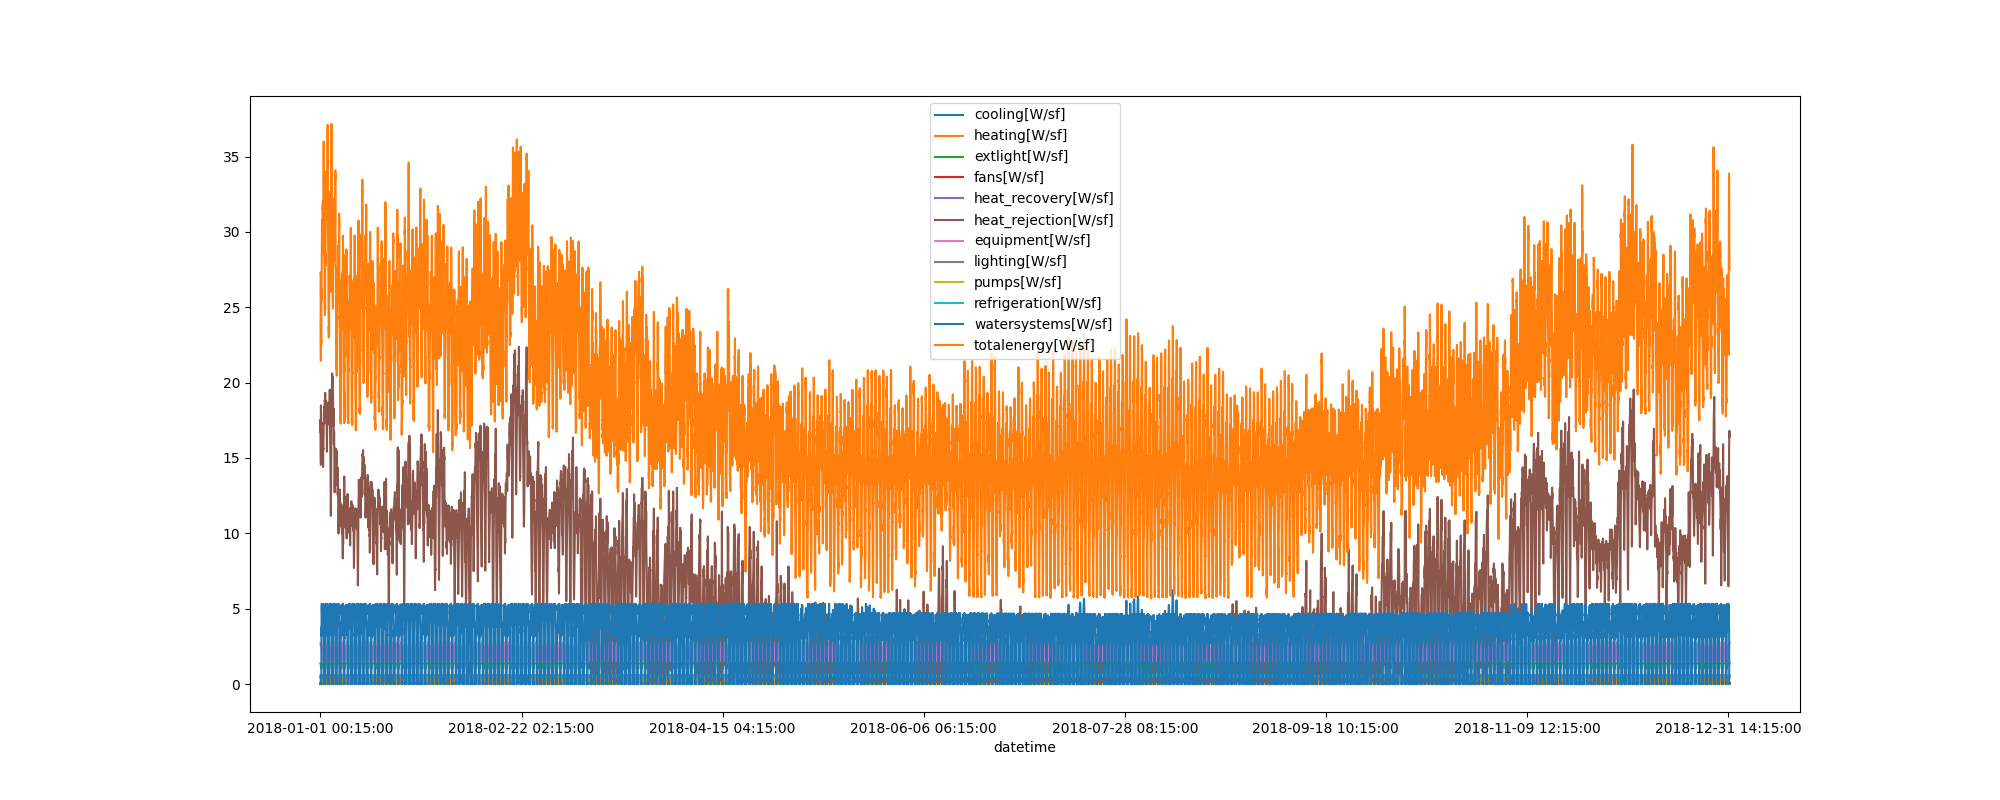 cooling[W/sf]
heating[W/sf]
extlight[W/sf]
fans[W/sf]
heat_recovery[W/sf]
heat_rejection[W/sf]
equipment[W/sf]
lighting[W/sf]
pumps[W/sf]
refrigeration[W/sf]
watersystems[W/sf]
totalenergy[W/sf]
35
30
25
20
15
10
5
0
2018-01-01 00:15:00 2018-02-22 02:15:00 2018-04-15 04:15:00 2018-06-06 06:15:00 2018-07-28 08:15:00 2018-09-18 10:15:00 2018-11-09 12:15:00 2018-12-31 14:15:00
datetime